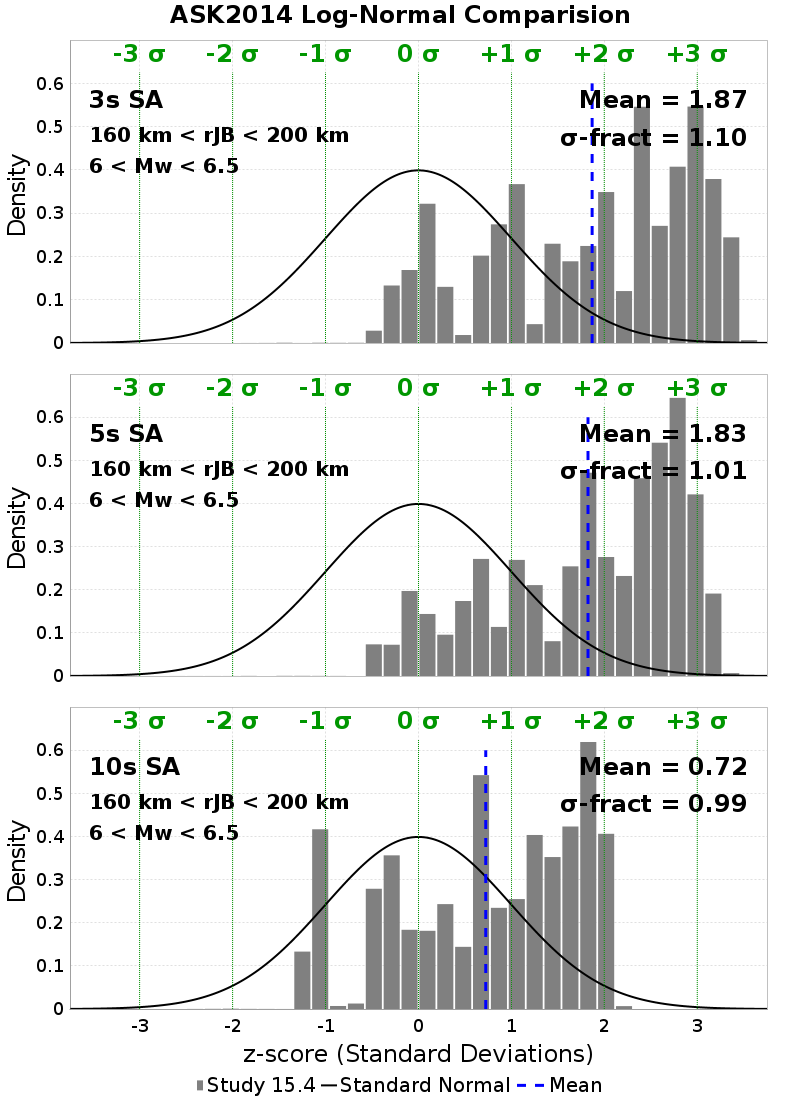 ASK2014 Log-Normal Comparision
-3 σ -2 σ -1 σ 0 σ +1 σ +2 σ +3 σ
0.6
3s SA Mean = 1.87
0.5
160 km < rJB < 200 km σ-fract = 1.10
6 < Mw < 6.5
0.4
Density
0.3
0.2
0.1
0
-3 σ -2 σ -1 σ 0 σ +1 σ +2 σ +3 σ
0.6
5s SA Mean = 1.83
0.5
160 km < rJB < 200 km σ-fract = 1.01
6 < Mw < 6.5
0.4
Density
0.3
0.2
0.1
0
-3 σ -2 σ -1 σ 0 σ +1 σ +2 σ +3 σ
0.6
10s SA Mean = 0.72
0.5
160 km < rJB < 200 km σ-fract = 0.99
6 < Mw < 6.5
0.4
Density
0.3
0.2
0.1
0
-3 -2 -1 0 1 2 3
z-score (Standard Deviations)
Study 15.4 Standard Normal Mean